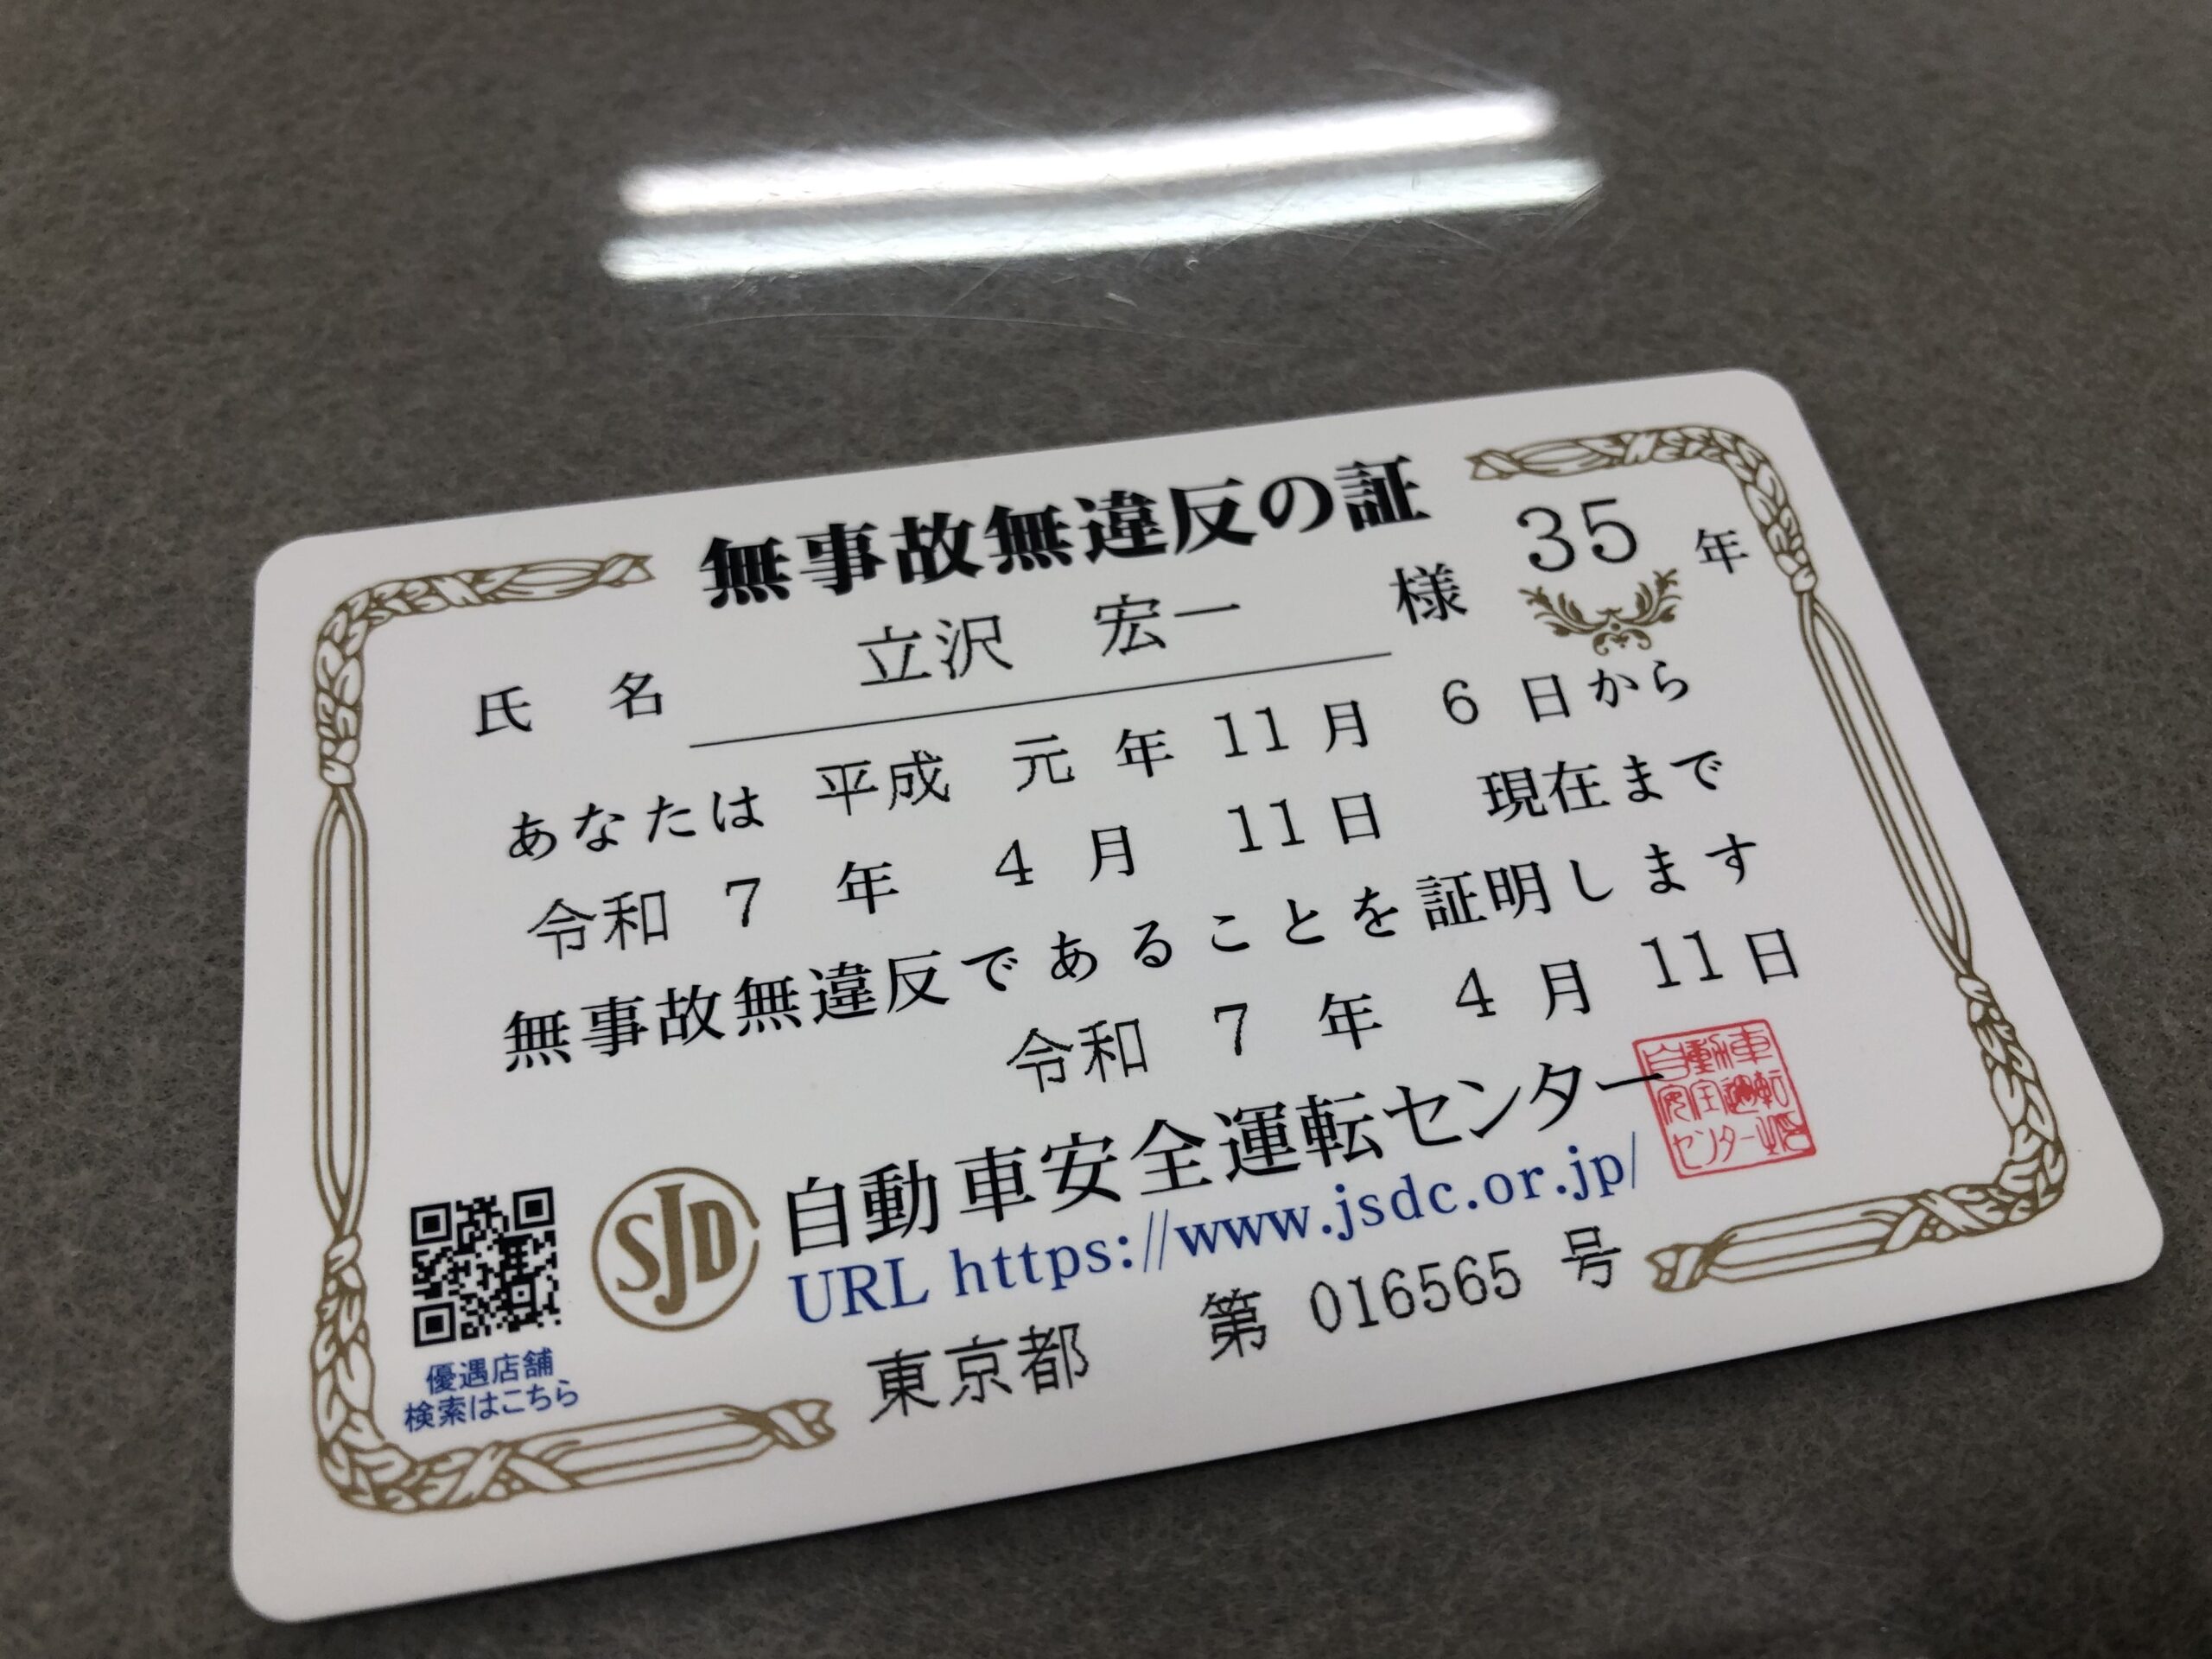 無事故無違反の証
35年
氏名 立沢 宏一 様
あなたは 平成 元 年 11 月 6 日から
令和 7 年 4 月 11 日 現在まで
無事故無違反であることを証明します
令和 7 年 4 月 11 日
SJD 自動車安全運転センター
URL https://www.jsdc.or.jp/
東京都 第 016565 号
優遇店舗
検索はこちら